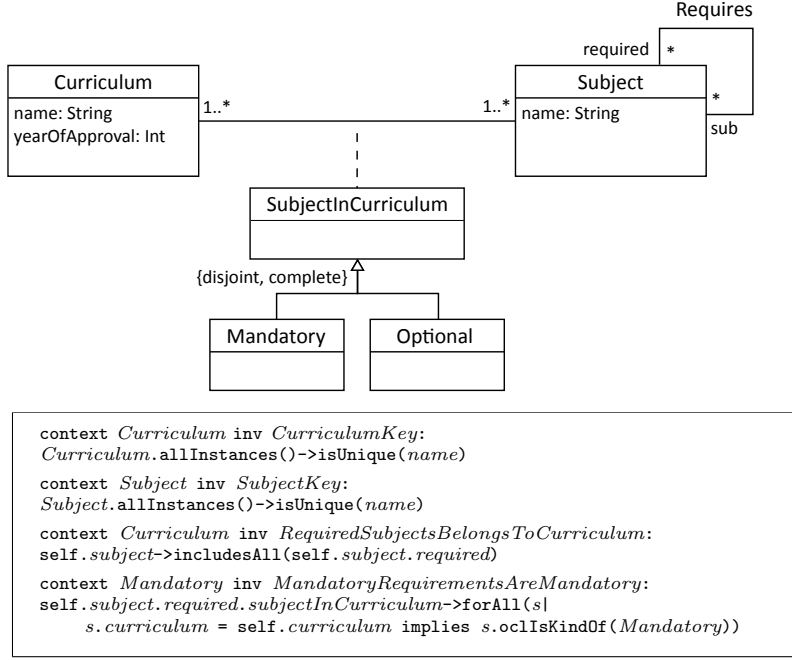 Requires
required
*
Curriculum
Subject
name: String
yearOfApproval: Int
1..*
1..*
name: String
*
sub
SubjectInCurriculum
{disjoint, complete}
Mandatory
Optional
context Curriculum inv CurriculumKey:
Curriculum.allInstances()->isUnique(name)
context Subject inv SubjectKey:
Subject.allInstances()->isUnique(name)
context Curriculum inv RequiredSubjectsBelongsToCurriculum:
self.subject->includesAll(self.subject.required)
context Mandatory inv MandatoryRequirementsAreMandatory:
self.subject.required.subjectInCurriculum->forAll(s|
s.curriculum = self.curriculum implies s.oclIsKindOf(Mandatory))